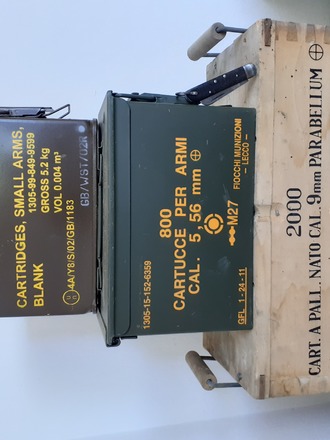 CARTRIDGES, SMALL ARMS,
1305-99-849-9599
GROSS 5.2 kg
VOL 0.004 m³
BLANK
GB/WST/02R
4A/Y8/S/02/GB/1183
800
CARTUCCE PER ARMI
CAL. 5,56 mm ⊕
M27
1305-15-152-6359
GFL 1-24-11
FIOCCHI MUNIZIONI
- LECCO -
2000
CART. A PALL. NATO CAL. 9mm PARABELLUM ⊕